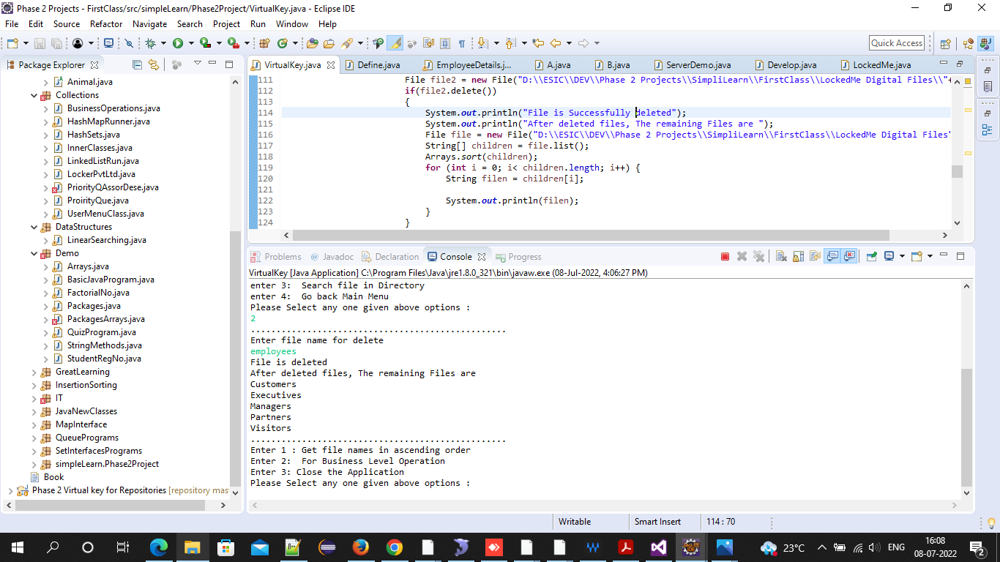 Phase 2 Projects - FirstClass/src/simpleLearn/Phase2Project/VirtualKey.java - Eclipse IDE
File Edit Source Refactor Navigate Search Project Run Window Help
Quick Access
Package Explorer
VirtualKey.java Define.java EmployeeDetails.j... A.java B.java ServerDemo.java Develop.java LockedMe.java
Animal.java
Collections
BusinessOperations.java
HashMapRunner.java
HashSets.java
InnerClasses.java
LinkedListRun.java
LockerPvtLtd.java
PriorityQAssorDese.java
ProirityQue.java
UserMenuClass.java
DataStructures
LinearSearching.java
Demo
Arrays.java
BasicJavaProgram.java
FactorialNo.java
Packages.java
PackagesArrays.java
QuizProgram.java
StringMethods.java
StudentRegNo.java
GreatLearning
InsertionSorting
IT
JavaNewClasses
MapInterface
QueuePrograms
SetInterfacesPrograms
simpleLearn.Phase2Project
Book
Phase 2 Virtual key for Repositories [repository mas
111 File file2 = new File("D:\\ESIC\\DEV\\Phase 2 Projects\\SimpliLearn\\FirstClass\\LockedMe Digital Files\\"+
112 if(file2.delete())
113 {
114 System.out.println("File is Successfully deleted");
115 System.out.println("After deleted files, The remaining Files are ");
116 File file = new File("D:\\ESIC\\DEV\\Phase 2 Projects\\SimpliLearn\\FirstClass\\LockedMe Digital Files"
117 String[] children = file.list();
118 Arrays.sort(children);
119 for (int i = 0; i< children.length; i++) {
120 String filen = children[i];
121
122 System.out.println(filen);
123 }
124 }
Problems @ Javadoc Declaration Console Progress
VirtualKey [Java Application] C:\Program Files\Java\jre1.8.0_321\bin\javaw.exe (08-Jul-2022, 4:06:27 PM)
enter 3:  Search file in Directory
enter 4:  Go back Main Menu
Please Select any one given above options :
2
..................................................
Enter file name for delete
employees
File is deleted
After deleted files, The remaining Files are
Customers
Executives
Managers
Partners
Visitors
..................................................
Enter 1 : Get file names in ascending order
Enter 2:  For Business Level Operation
Enter 3: Close the Application
Please Select any one given above options :
Writable Smart Insert 114 : 70
23°C ENG 16:08
08-07-2022 2